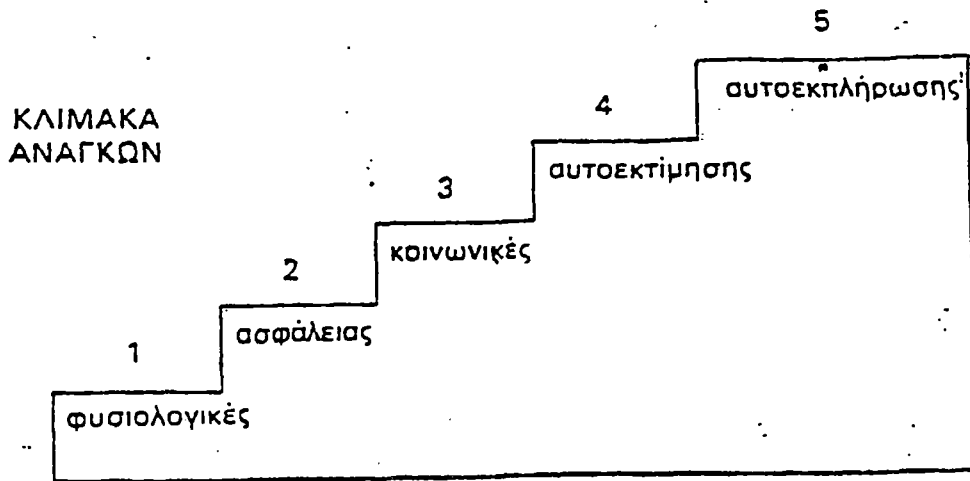 ΚΛΙΜΑΚΑ
ΑΝΑΓΚΩΝ
1
φυσιολογικές
2
ασφάλειας
3
κοινωνικές
4
αυτοεκτίμησης
5
αυτοεκπλήρωσης